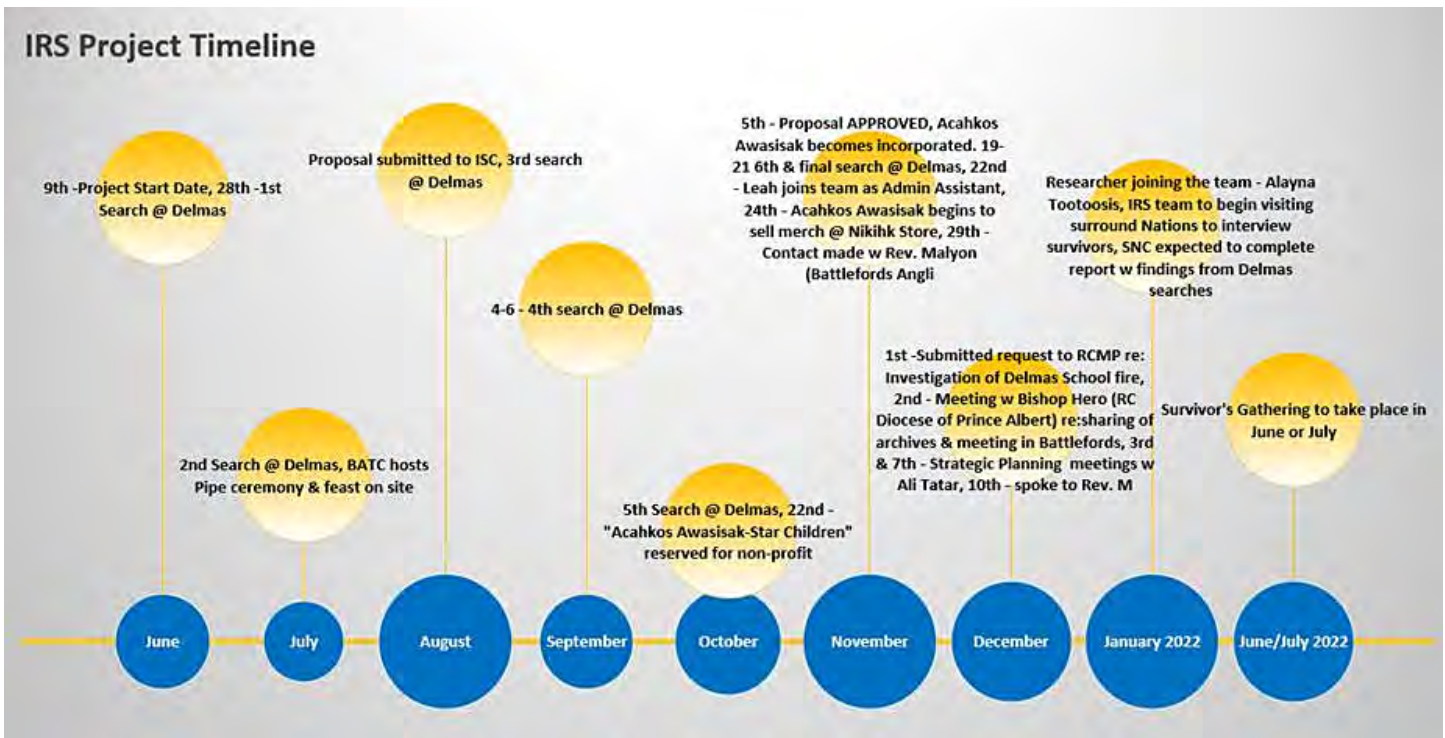 IRS Project Timeline
9th -Project Start Date, 28th -1st
Search @ Delmas
2nd Search @ Delmas, BATC hosts
Pipe ceremony & feast on site
Proposal submitted to ISC, 3rd search
@ Delmas
4-6 - 4th search @ Delmas
5th Search @ Delmas, 22nd -
"Acahkos Awasisak-Star Children"
reserved for non-profit
5th - Proposal APPROVED, Acahkos
Awasisak becomes incorporated. 19-
21 6th & final search @ Delmas, 22nd
- Leah joins team as Admin Assistant,
24th - Acahkos Awasisak begins to
sell merch @ Nikihk Store, 29th -
Contact made w Rev. Malyon
(Battlefords Angli
1st -Submitted request to RCMP re:
Investigation of Delmas School fire,
2nd - Meeting w Bishop Hero (RC
Diocese of Prince Albert) re:sharing of
archives & meeting in Battlefords, 3rd
& 7th - Strategic Planning meetings w
Ali Tatar, 10th - spoke to Rev. M
Researcher joining the team - Alayna
Tootoosis, IRS team to begin visiting
surround Nations to interview
survivors, SNC expected to complete
report w findings from Delmas
searches
Survivor's Gathering to take place in
June or July
June
July
August
September
October
November
December
January 2022
June/July 2022